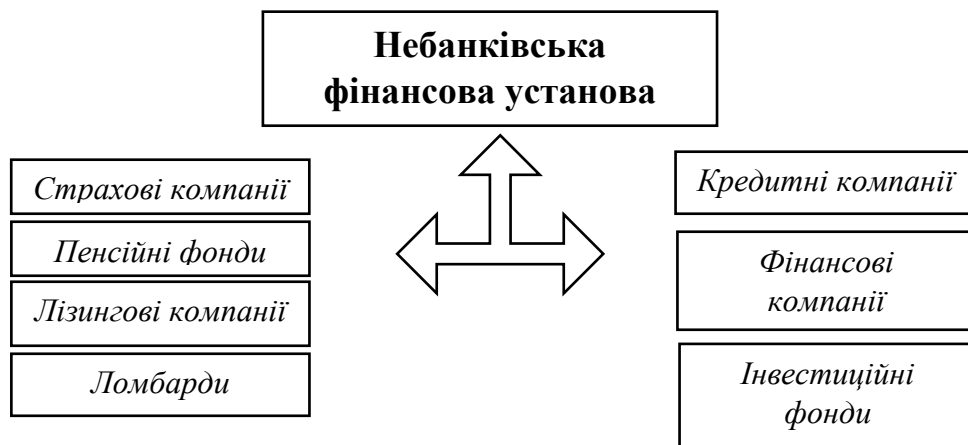 Небанківська
фінансова установа
Страхові компанії
Пенсійні фонди
Лізингові компанії
Ломбарди
Кредитні компанії
Фінансові
компанії
Інвестиційні
фонди